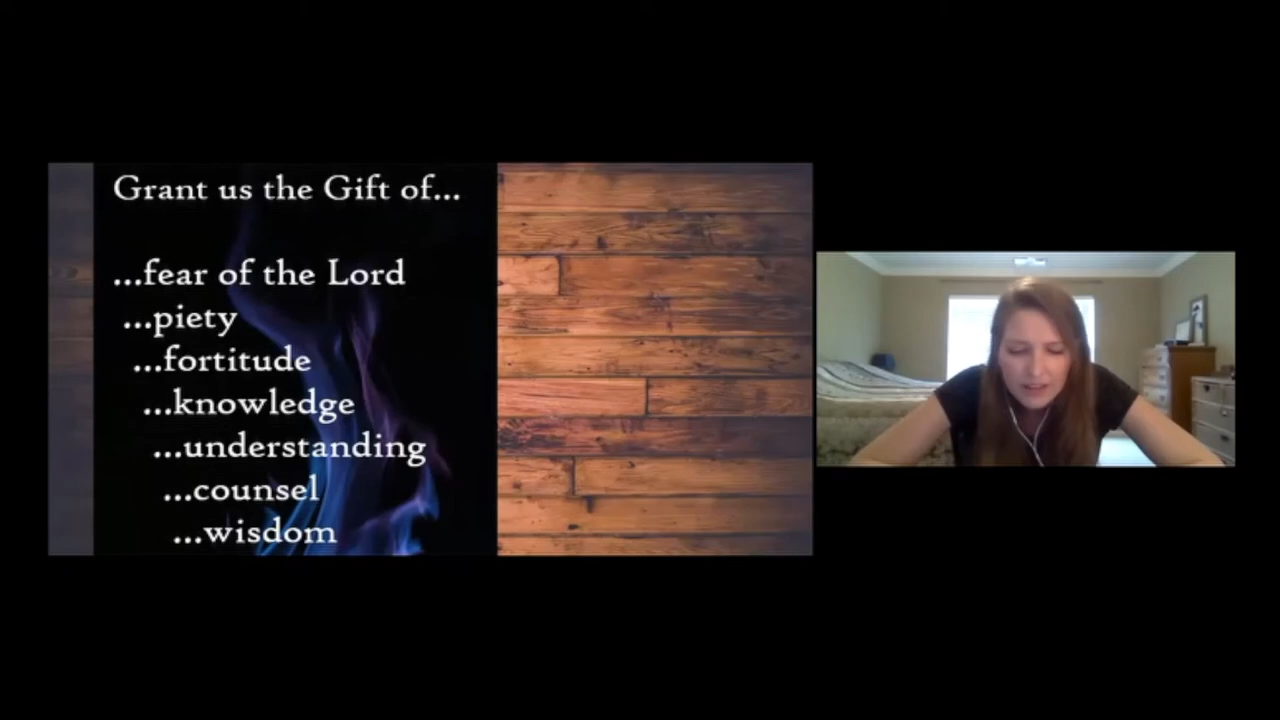 Grant us the Gift of...
...fear of the Lord
...piety
...fortitude
...knowledge
...understanding
...counsel
...wisdom